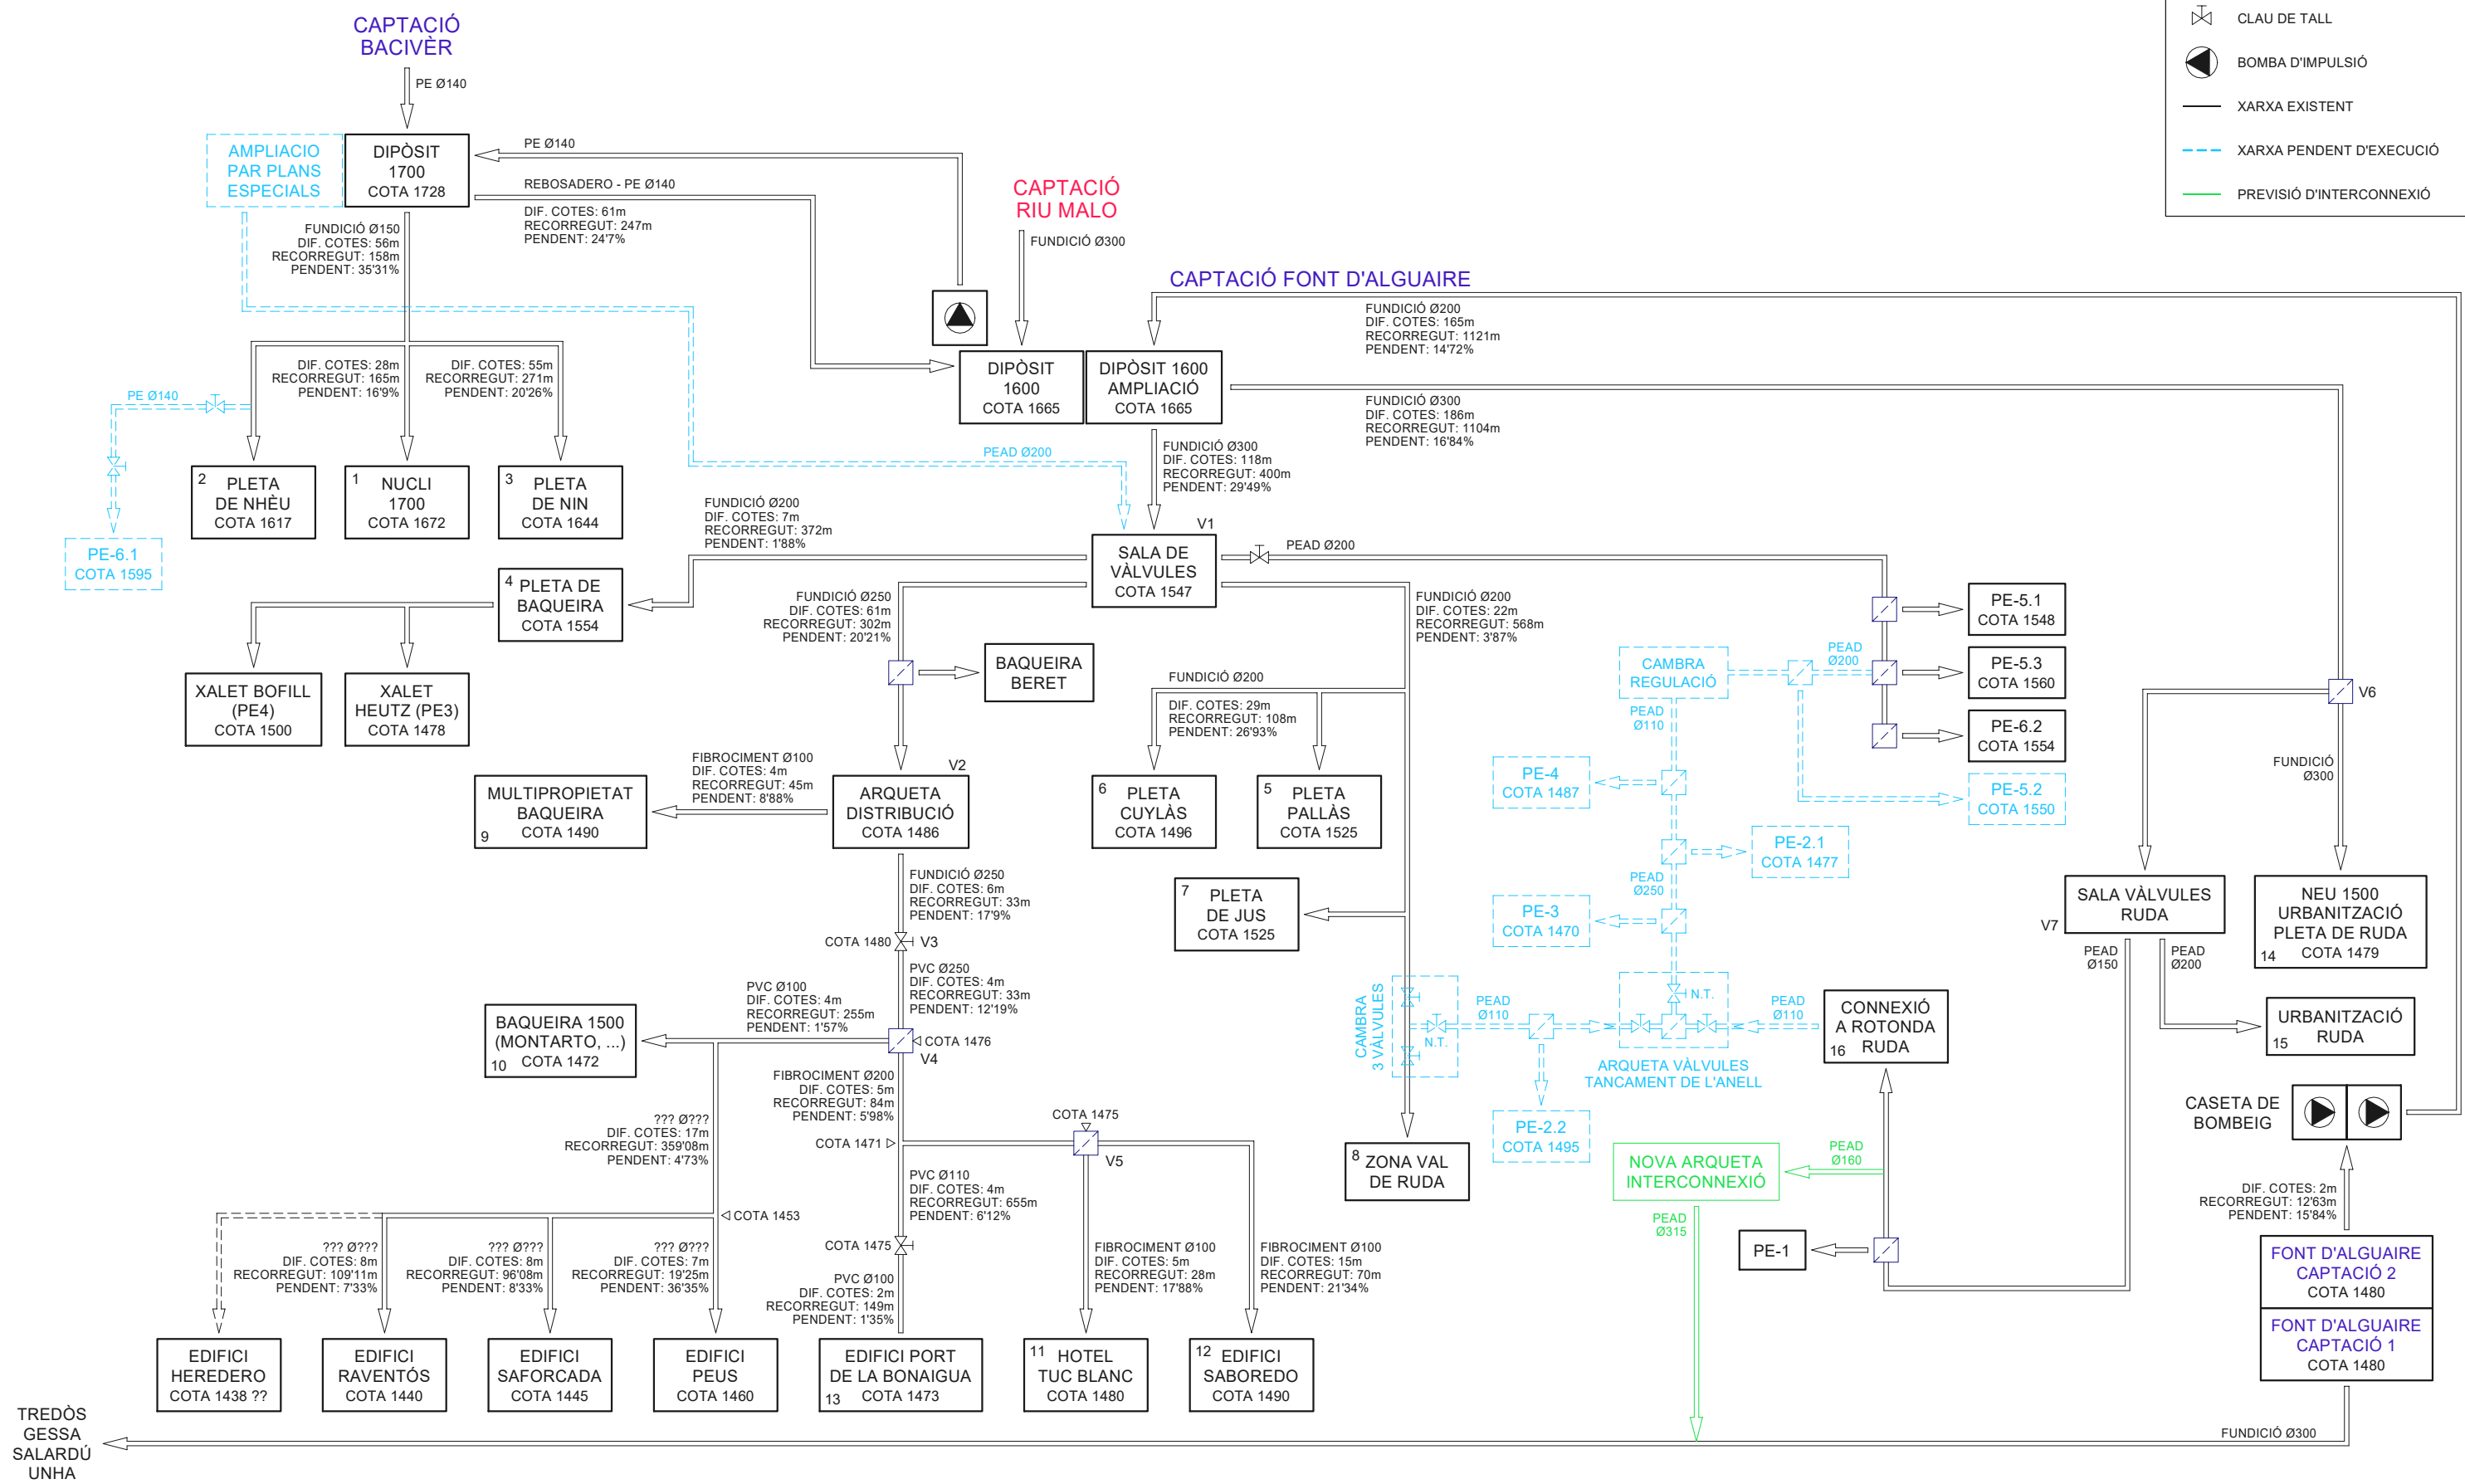 CAPTACIÓ
BACIVÈR
PE Ø140
CLAU DE TALL
BOMBA D'IMPULSIÓ
XARXA EXISTENT
XARXA PENDENT D'EXECUCIÓ
PREVISIÓ D'INTERCONNEXIÓ
AMPLIACIO
PAR PLANS
ESPECIALS
DIPÒSIT
1700
COTA 1728
PE Ø140
REBOSADERO - PE Ø140
DIF. COTES: 61m
RECORREGUT: 247m
PENDENT: 24'7%
CAPTACIÓ
RIU MALO
FUNDICIÓ Ø300
FUNDICIÓ Ø150
DIF. COTES: 56m
RECORREGUT: 158m
PENDENT: 35'31%
CAPTACIÓ FONT D'ALGUAIRE
FUNDICIÓ Ø200
DIF. COTES: 165m
RECORREGUT: 1121m
PENDENT: 14'72%
DIF. COTES: 28m
RECORREGUT: 165m
PENDENT: 16'9%
DIF. COTES: 55m
RECORREGUT: 271m
PENDENT: 20'26%
DIPÒSIT
1600
COTA 1665
DIPÒSIT 1600
AMPLIACIÓ
COTA 1665
FUNDICIÓ Ø300
DIF. COTES: 186m
RECORREGUT: 1104m
PENDENT: 16'84%
PE Ø140
PEAD Ø200
FUNDICIÓ Ø300
DIF. COTES: 118m
RECORREGUT: 400m
PENDENT: 29'49%
2 PLETA
DE NHÈU
COTA 1617
1 NUCLI
1700
COTA 1672
3 PLETA
DE NIN
COTA 1644
FUNDICIÓ Ø200
DIF. COTES: 7m
RECORREGUT: 372m
PENDENT: 1'88%
PE-6.1
COTA 1595
V1
SALA DE
VÀLVULES
COTA 1547
PEAD Ø200
4 PLETA DE
BAQUEIRA
COTA 1554
FUNDICIÓ Ø250
DIF. COTES: 61m
RECORREGUT: 302m
PENDENT: 20'21%
FUNDICIÓ Ø200
DIF. COTES: 22m
RECORREGUT: 568m
PENDENT: 3'87%
PE-5.1
COTA 1548
BAQUEIRA
BERET
FUNDICIÓ Ø200
CAMBRA
REGULACIÓ
PEAD
Ø200
PE-5.3
COTA 1560
V6
XALET BOFILL
(PE4)
COTA 1500
XALET
HEUTZ (PE3)
COTA 1478
DIF. COTES: 29m
RECORREGUT: 108m
PENDENT: 26'93%
PEAD
Ø110
PE-6.2
COTA 1554
FIBROCIMENT Ø100
DIF. COTES: 4m
RECORREGUT: 45m
PENDENT: 8'88%
V2
FUNDICIÓ
Ø300
MULTIPROPIETAT
BAQUEIRA
9 COTA 1490
ARQUETA
DISTRIBUCIÓ
COTA 1486
6 PLETA
CUYLÀS
COTA 1496
5 PLETA
PALLÀS
COTA 1525
PE-4
COTA 1487
PE-5.2
COTA 1550
PE-2.1
COTA 1477
FUNDICIÓ Ø250
DIF. COTES: 6m
RECORREGUT: 33m
PENDENT: 17'9%
7 PLETA
DE JUS
COTA 1525
PEAD
Ø250
PE-3
COTA 1470
SALA VÀLVULES
RUDA
V7
NEU 1500
URBANITZACIÓ
PLETA DE RUDA
14 COTA 1479
COTA 1480
V3
PEAD
Ø150
PEAD
Ø200
PVC Ø250
DIF. COTES: 4m
RECORREGUT: 33m
PENDENT: 12'19%
PVC Ø100
DIF. COTES: 4m
RECORREGUT: 255m
PENDENT: 1'57%
BAQUEIRA 1500
(MONTARTO, ...)
10 COTA 1472
COTA 1476
V4
CAMBRA
3 VÀLVULES
N.T.
PEAD
Ø110
N.T.
PEAD
Ø110
ARQUETA VÀLVULES
TANCAMENT DE L'ANELL
CONNEXIÓ
A ROTONDA
16 RUDA
URBANITZACIÓ
15 RUDA
FIBROCIMENT Ø200
DIF. COTES: 5m
RECORREGUT: 84m
PENDENT: 5'98%
COTA 1475
V5
COTA 1471
PE-2.2
COTA 1495
CASETA DE
BOMBEIG
??? Ø???
DIF. COTES: 17m
RECORREGUT: 359'08m
PENDENT: 4'73%
8 ZONA VAL
DE RUDA
NOVA ARQUETA
INTERCONNEXIÓ
PEAD
Ø160
PVC Ø110
DIF. COTES: 4m
RECORREGUT: 655m
PENDENT: 6'12%
DIF. COTES: 2m
RECORREGUT: 12'63m
PENDENT: 15'84%
COTA 1453
PEAD
Ø315
COTA 1475
PE-1
??? Ø???
DIF. COTES: 8m
RECORREGUT: 109'11m
PENDENT: 7'33%
??? Ø???
DIF. COTES: 8m
RECORREGUT: 96'08m
PENDENT: 8'33%
??? Ø???
DIF. COTES: 7m
RECORREGUT: 19'25m
PENDENT: 36'35%
PVC Ø100
DIF. COTES: 2m
RECORREGUT: 149m
PENDENT: 1'35%
FIBROCIMENT Ø100
DIF. COTES: 5m
RECORREGUT: 28m
PENDENT: 17'88%
FIBROCIMENT Ø100
DIF. COTES: 15m
RECORREGUT: 70m
PENDENT: 21'34%
FONT D'ALGUAIRE
CAPTACIÓ 2
COTA 1480
FONT D'ALGUAIRE
CAPTACIÓ 1
COTA 1480
EDIFICI
HEREDERO
COTA 1438 ??
EDIFICI
RAVENTÓS
COTA 1440
EDIFICI
SAFORCADA
COTA 1445
EDIFICI
PEUS
COTA 1460
EDIFICI PORT
DE LA BONAIGUA
13 COTA 1473
11 HOTEL
TUC BLANC
COTA 1480
12 EDIFICI
SABOREDO
COTA 1490
TREDÒS
GESSA
SALARDÚ
UNHA
FUNDICIÓ Ø300